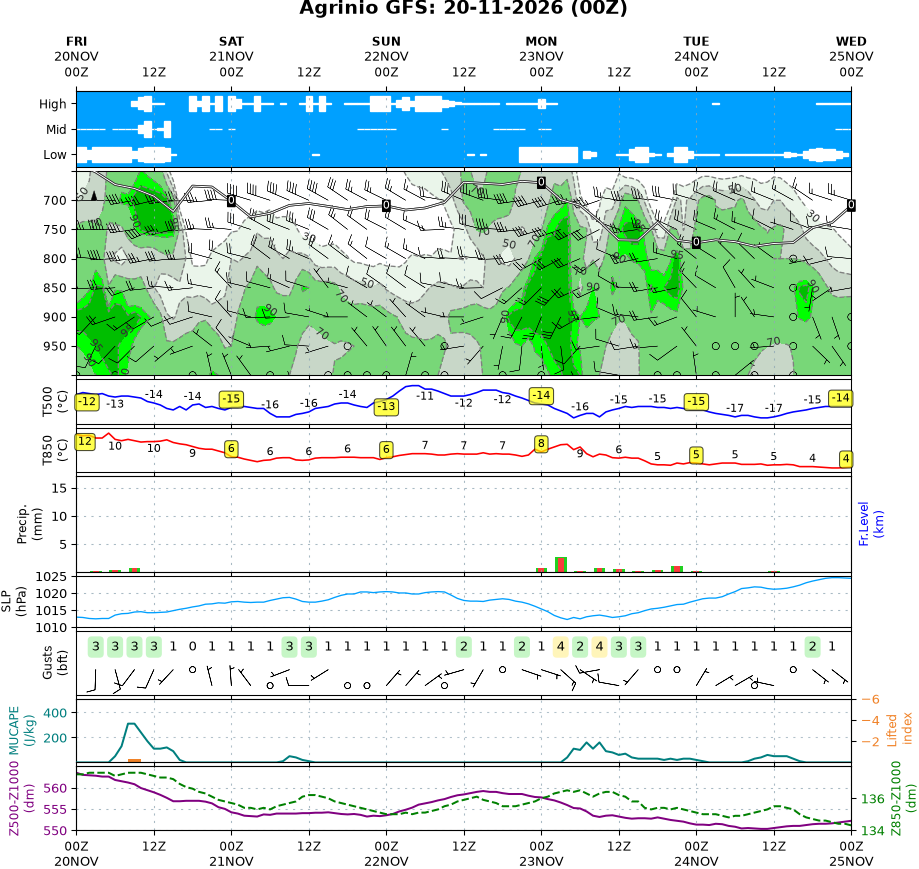 Agrinio GFS: 20-11-2026 (00Z)
FRI SAT SUN MON TUE WED
20NOV 21NOV 22NOV 23NOV 24NOV 25NOV
00Z 12Z 00Z 12Z 00Z 12Z 00Z 12Z 00Z 12Z 00Z
High
Mid
Low
700
750
800
850
900
950
0 0 0 0 0
50 30 90 70 50 70 90 50 30 70 95
T500 (°C)
-12 -13 -14 -14 -15 -16 -16 -14 -13 -11 -12 -12 -14 -16 -15 -15 -15 -17 -17 -15 -14
T850 (°C)
12 10 10 9 6 6 6 6 6 7 7 7 8 9 6 5 5 5 5 4 4
Precip. (mm)
15
10
5
Fr.Level (km)
SLP (hPa)
1025
1020
1015
1010
Gusts (bft)
3 3 3 3 1 0 1 1 1 1 3 3 1 1 1 1 1 1 1 2 1 1 2 1 4 2 4 3 3 1 1 1 1 1 1 1 1 2 1
MUCAPE (J/kg)
400
200
−6
−4
−2
Lifted index
Z500-Z1000 (dm)
560
555
550
136
134
Z850-Z1000 (dm)
00Z 12Z 00Z 12Z 00Z 12Z 00Z 12Z 00Z 12Z 00Z
20NOV 21NOV 22NOV 23NOV 24NOV 25NOV